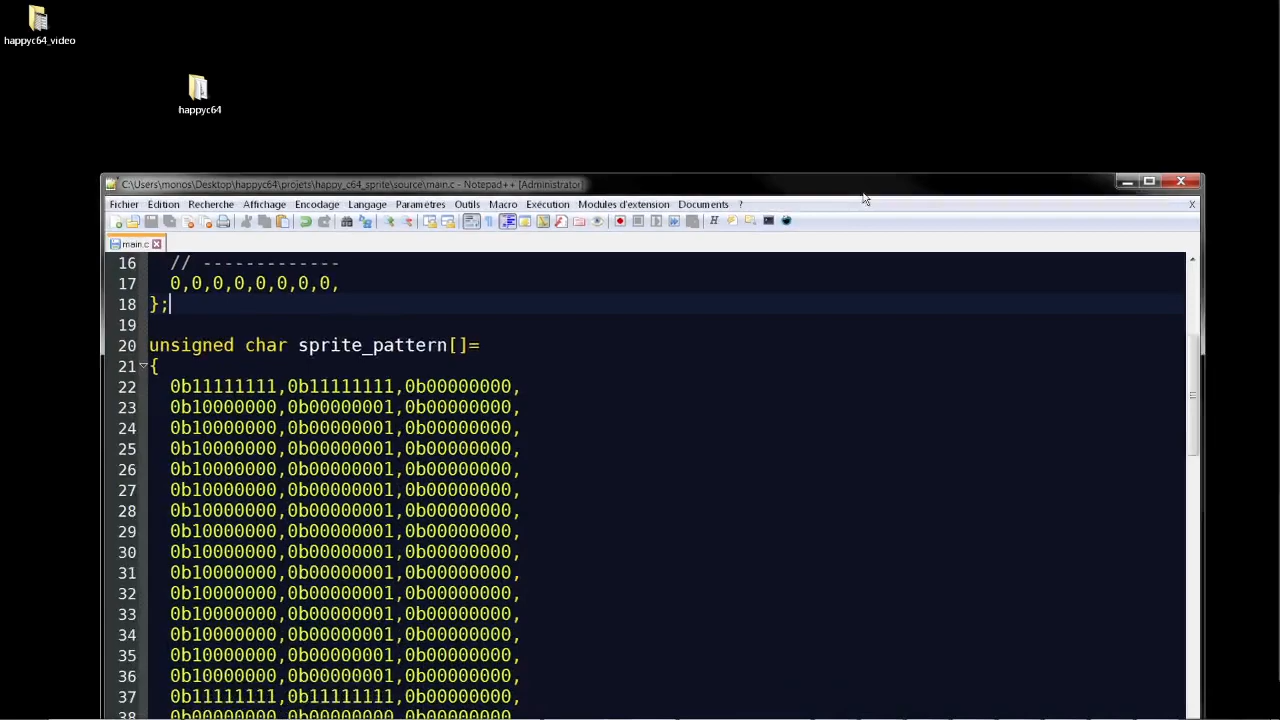 happyc64_video
happyc64
C:\Users\monos\Desktop\happyc64\projets\happy_c64_sprite\source\main.c - Notepad++ [Administrator]
Fichier Edition Recherche Affichage Encodage Langage Paramètres Outils Macro Exécution Modules d'extension Documents ? X
main.c
16 // -------------
17 0,0,0,0,0,0,0,0,
18 };
19
20 unsigned char sprite_pattern[]=
21 {
22 0b11111111,0b11111111,0b00000000,
23 0b10000000,0b00000001,0b00000000,
24 0b10000000,0b00000001,0b00000000,
25 0b10000000,0b00000001,0b00000000,
26 0b10000000,0b00000001,0b00000000,
27 0b10000000,0b00000001,0b00000000,
28 0b10000000,0b00000001,0b00000000,
29 0b10000000,0b00000001,0b00000000,
30 0b10000000,0b00000001,0b00000000,
31 0b10000000,0b00000001,0b00000000,
32 0b10000000,0b00000001,0b00000000,
33 0b10000000,0b00000001,0b00000000,
34 0b10000000,0b00000001,0b00000000,
35 0b10000000,0b00000001,0b00000000,
36 0b10000000,0b00000001,0b00000000,
37 0b11111111,0b11111111,0b00000000,
38 0b00000000,0b00000000,0b00000000,